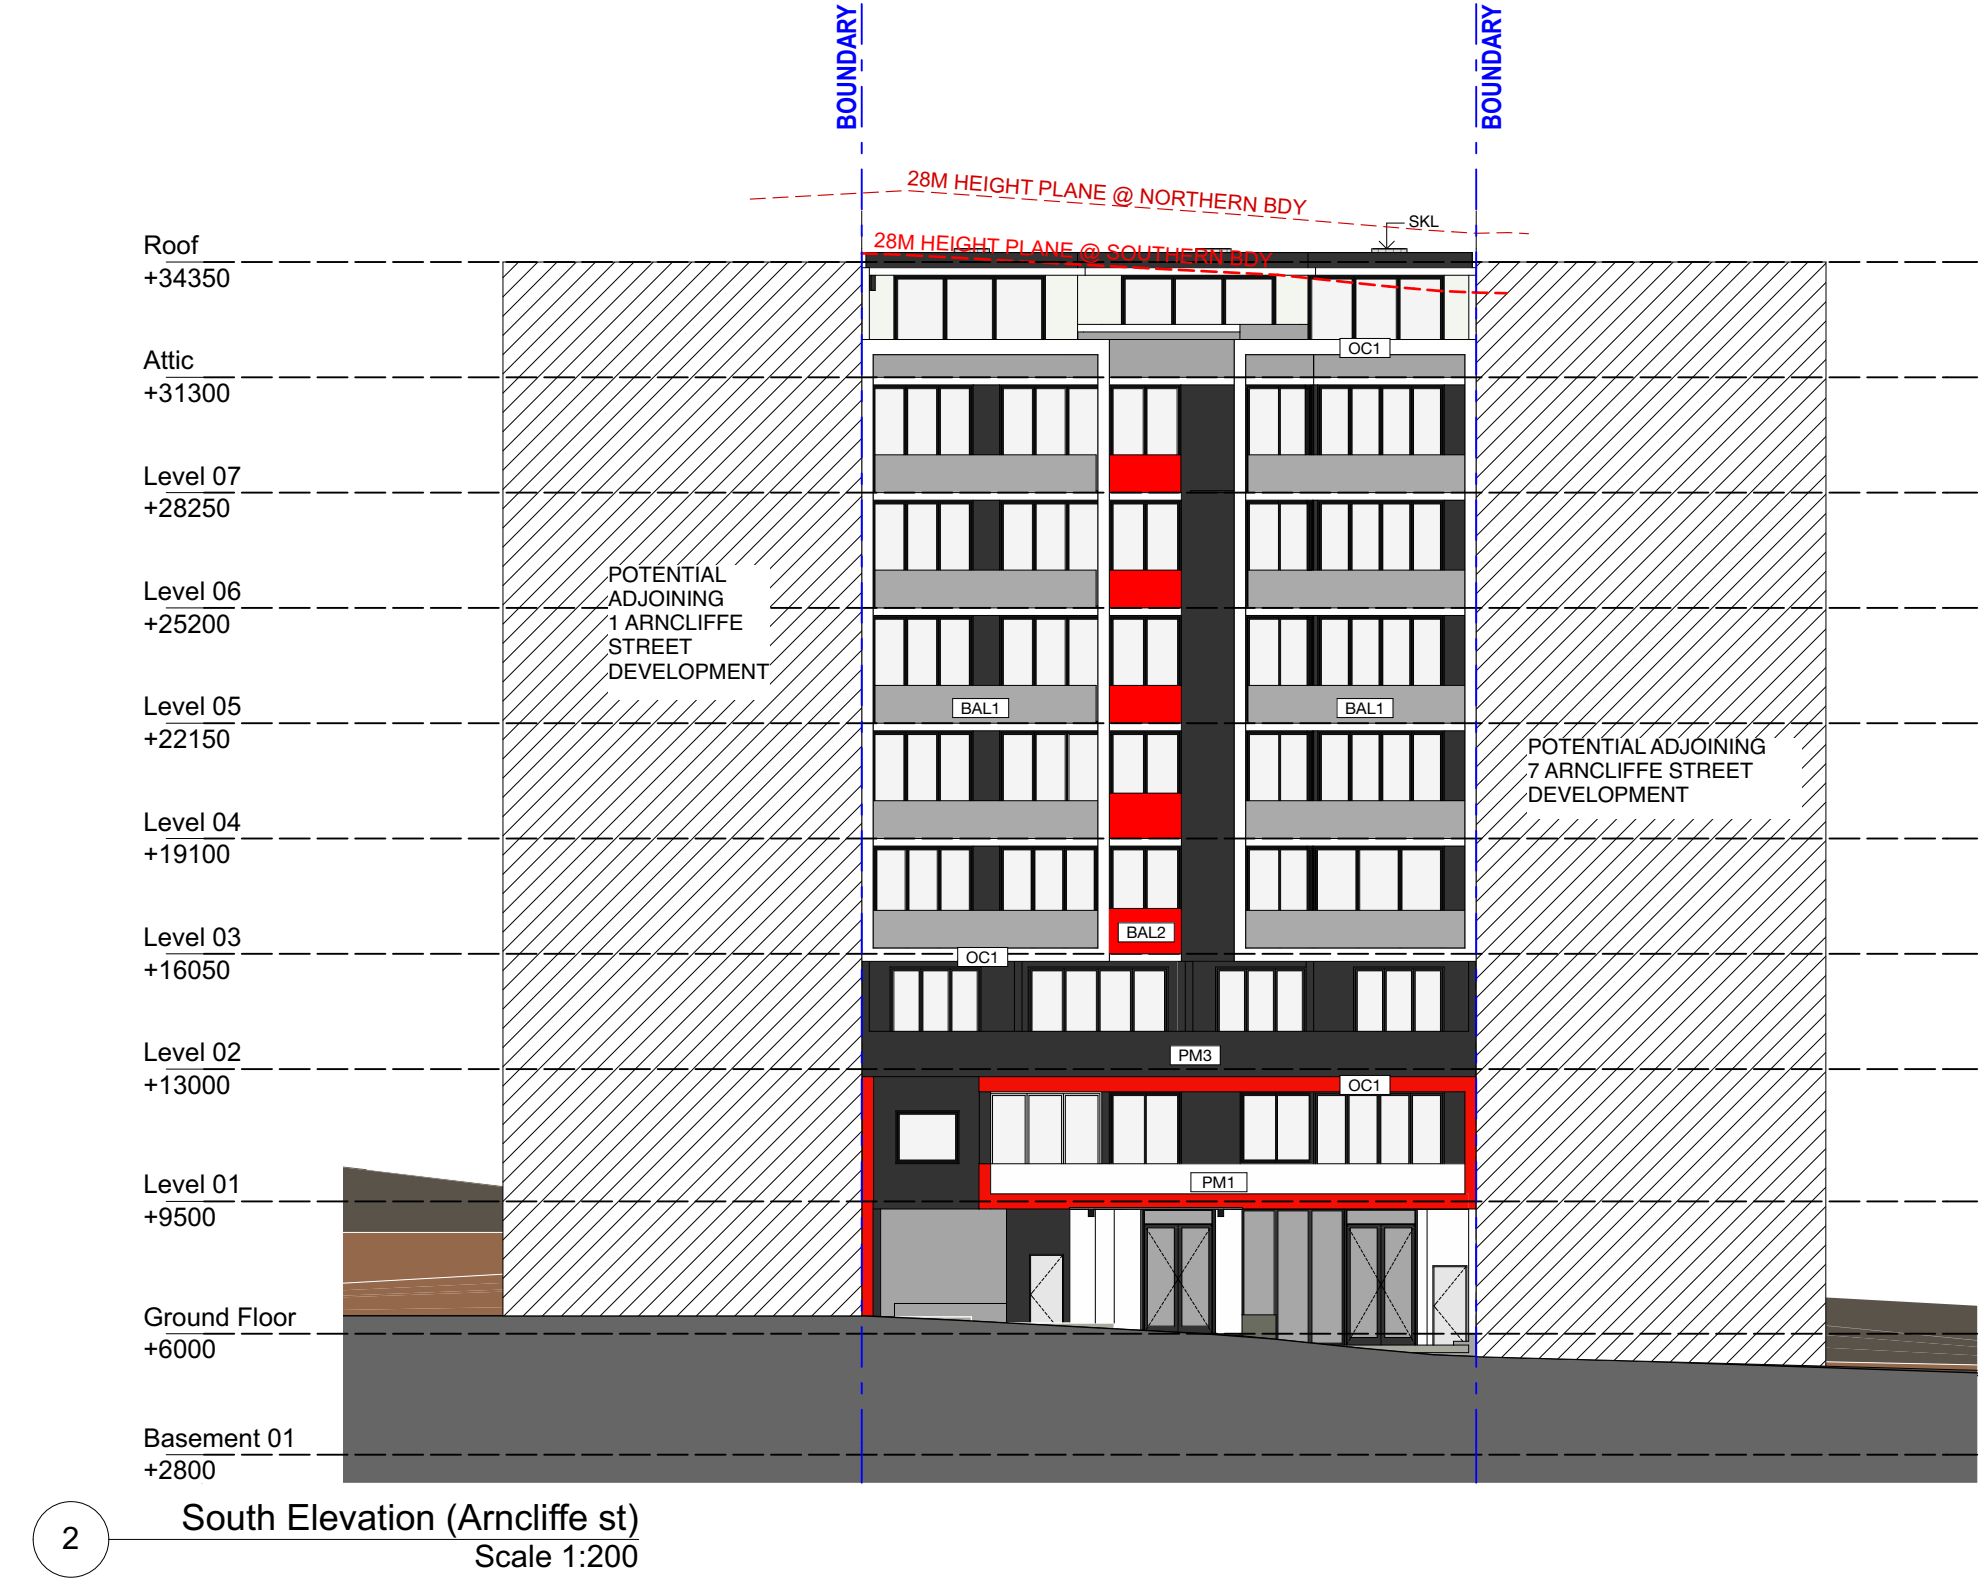 BOUNDARY
BOUNDARY
28M HEIGHT PLANE @ NORTHERN BDY
SKL
28M HEIGHT PLANE @ SOUTHERN BDY
Roof
+34350
OC1
Attic
+31300
Level 07
+28250
POTENTIAL
ADJOINING
1 ARNCLIFFE
STREET
DEVELOPMENT
Level 06
+25200
Level 05
+22150
BAL1
BAL1
POTENTIAL ADJOINING
7 ARNCLIFFE STREET
DEVELOPMENT
Level 04
+19100
BAL2
Level 03
+16050
OC1
Level 02
+13000
PM3
OC1
Level 01
+9500
PM1
Ground Floor
+6000
Basement 01
+2800
2
South Elevation (Arncliffe st)
Scale 1:200